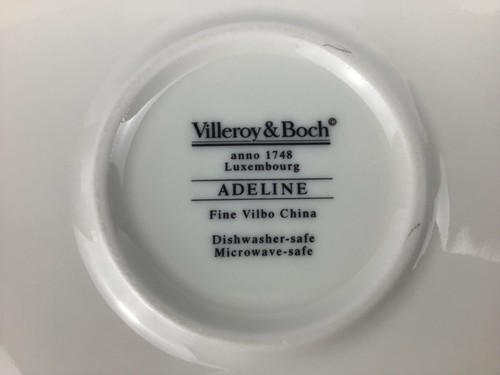 Villeroy & Boch©
anno 1748
Luxembourg
ADELINE
Fine Vilbo China
Dishwasher-safe
Microwave-safe